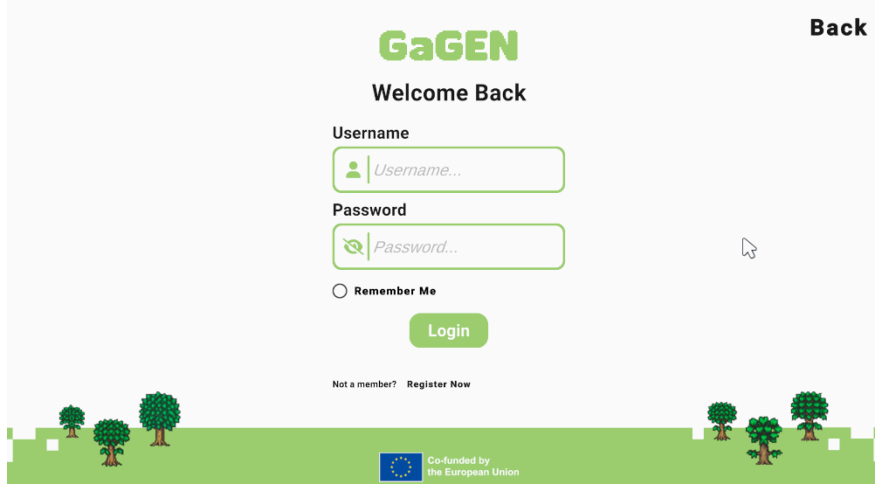 Back
GaGEN
Welcome Back
Username
Username...
Password
Password...
Remember Me
Login
Not a member? Register Now
Co-funded by
the European Union